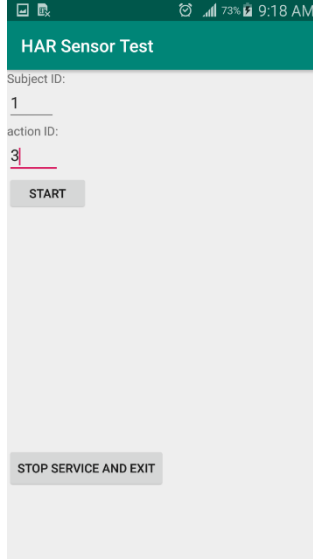 73% 9:18 AM
HAR Sensor Test
Subject ID:
1
action ID:
3
START
STOP SERVICE AND EXIT